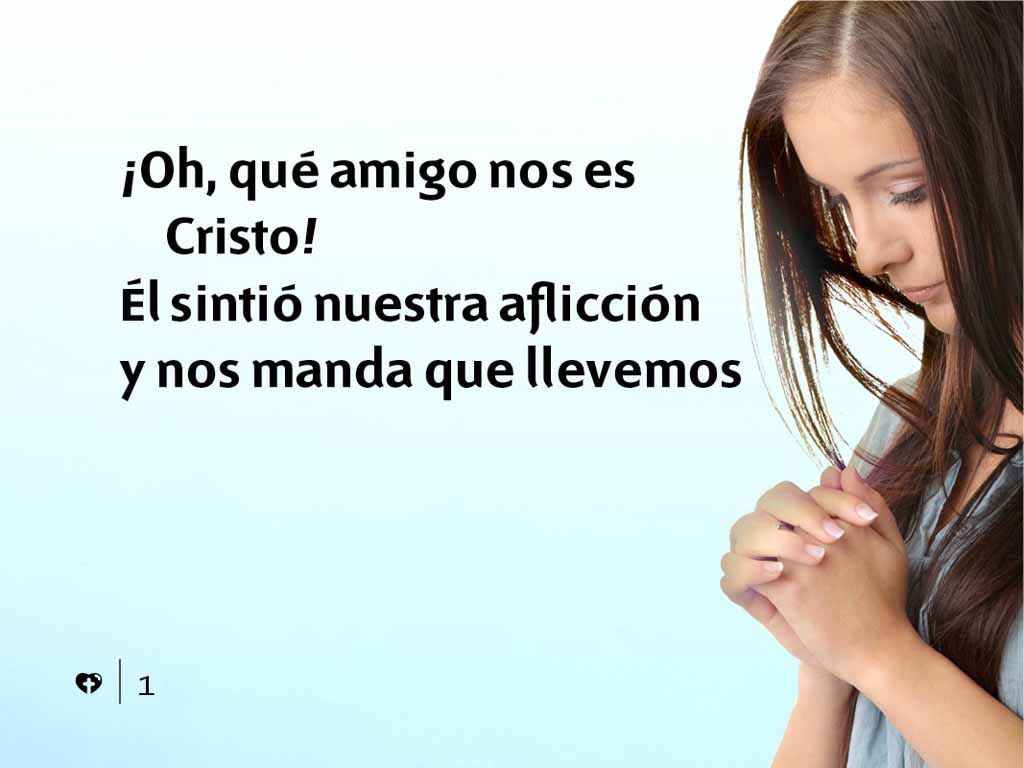 ¡Oh, qué amigo nos es
Cristo!
Él sintió nuestra aflicción
y nos manda que llevemos
1